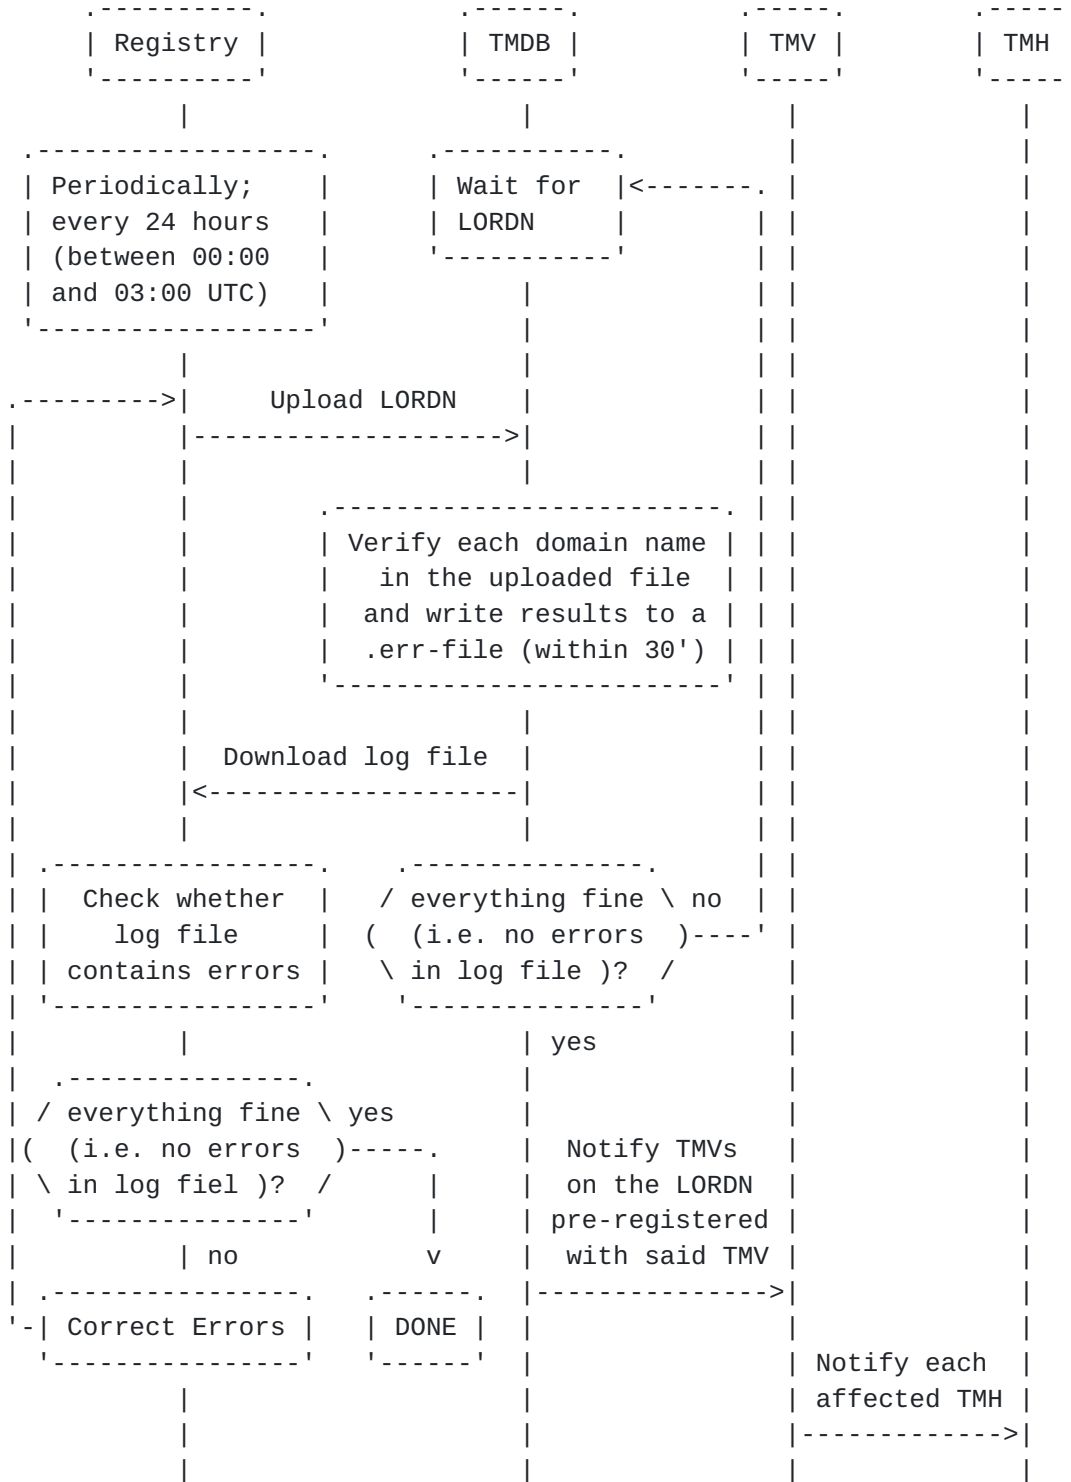 Registry TMDB TMV TMH
Periodically; Wait for
every 24 hours LORDN
(between 00:00
and 03:00 UTC)
Upload LORDN
Verify each domain name
in the uploaded file
and write results to a
.err-file (within 30')
Download log file
Check whether everything fine no
log file (i.e. no errors
contains errors in log file )?
yes
everything fine yes
(i.e. no errors Notify TMVs
in log fiel )? on the LORDN
pre-registered
no with said TMV
Correct Errors DONE
Notify each
affected TMH